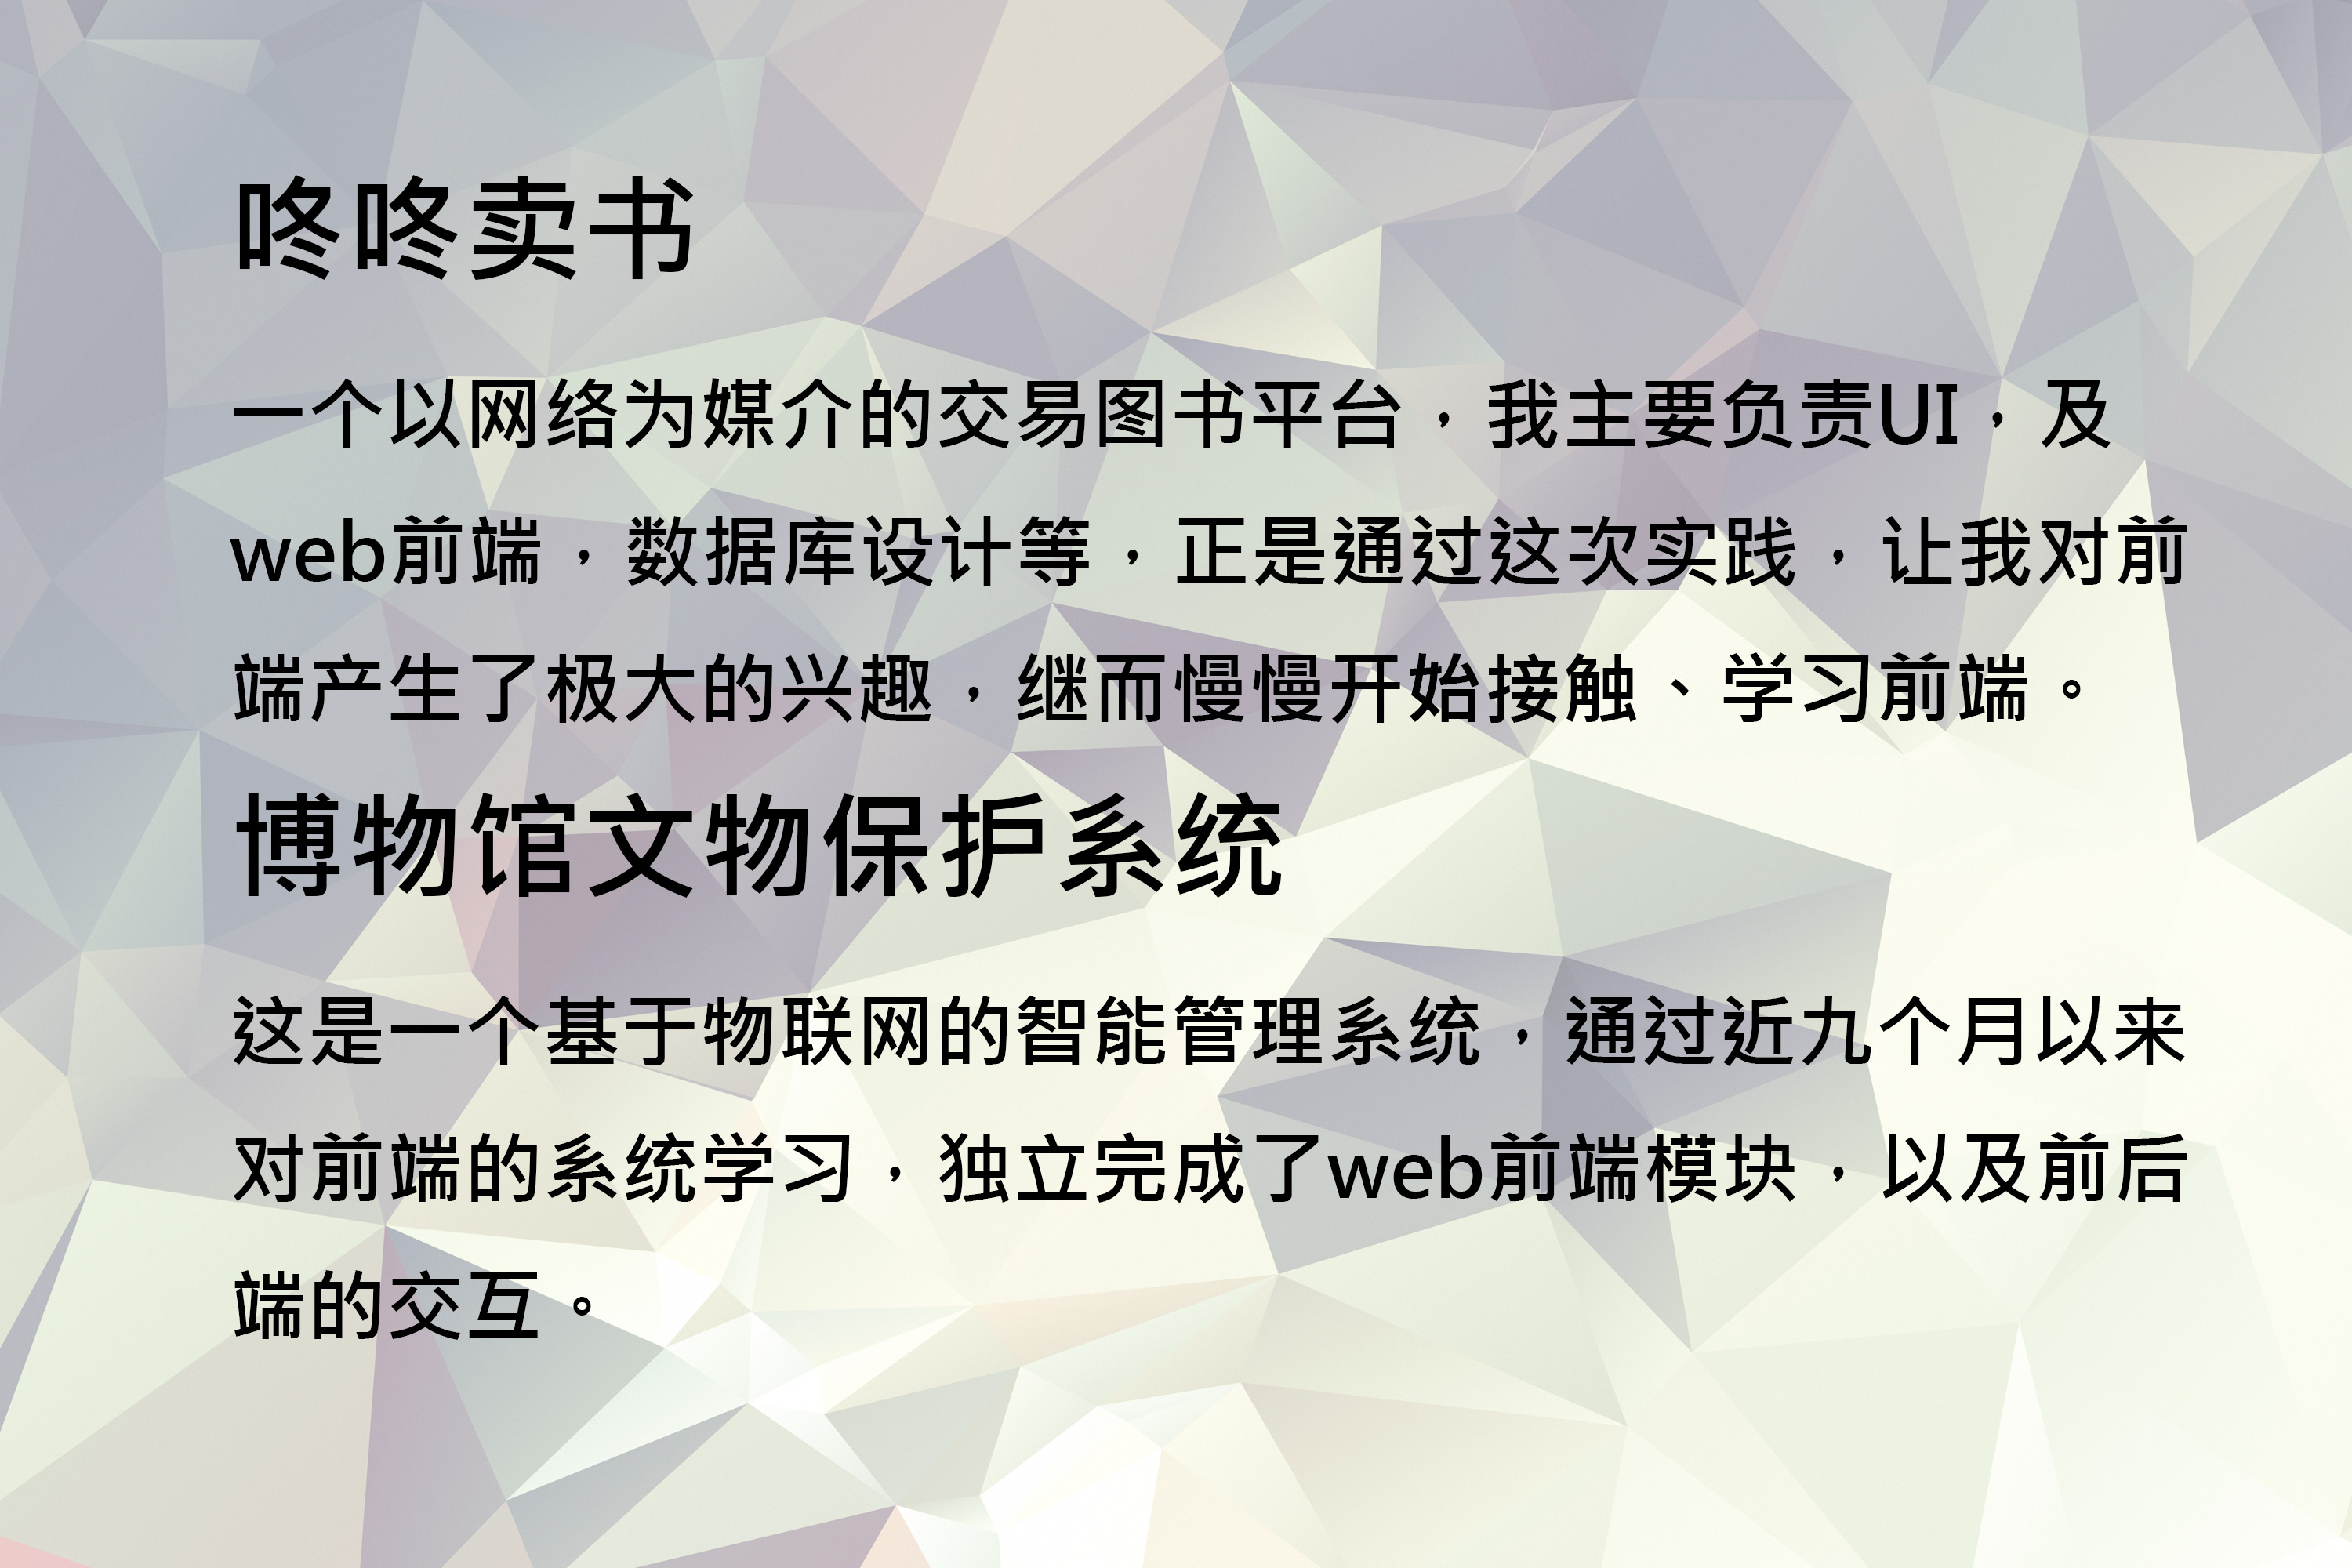 咚咚卖书
一个以网络为媒介的交易图书平台，我主要负责UI，及
web前端，数据库设计等，正是通过这次实践，让我对前
端产生了极大的兴趣，继而慢慢开始接触、学习前端。
博物馆文物保护系统
这是一个基于物联网的智能管理系统，通过近九个月以来
对前端的系统学习，独立完成了web前端模块，以及前后
端的交互。